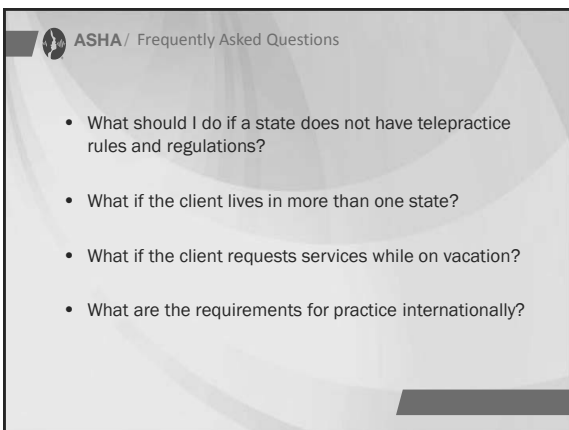 ASHA/ Frequently Asked Questions
• What should I do if a state does not have telepractice
rules and regulations?
• What if the client lives in more than one state?
• What if the client requests services while on vacation?
• What are the requirements for practice internationally?